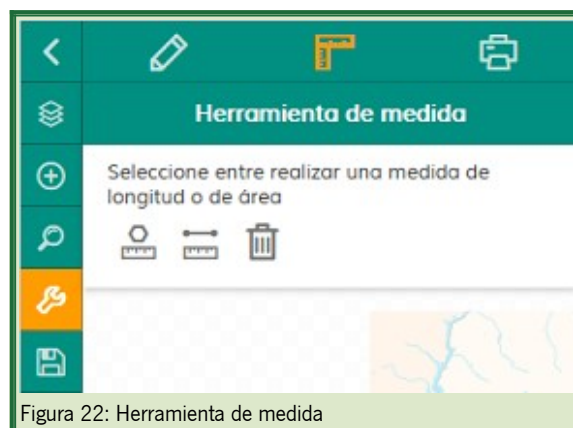 Herramienta de medida
Seleccione entre realizar una medida de
longitud o de área
Figura 22: Herramienta de medida